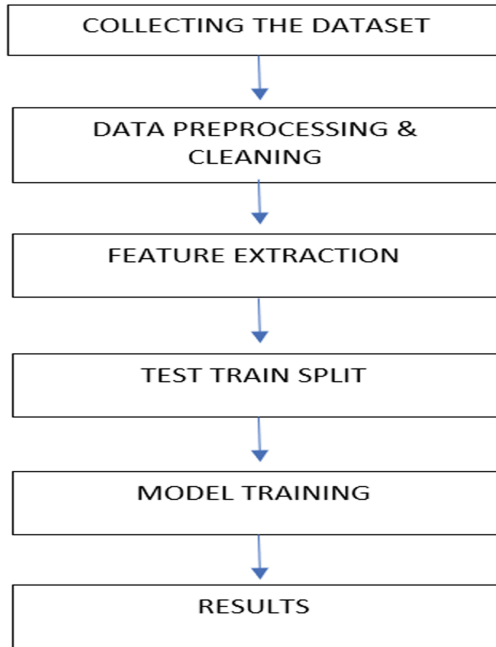 COLLECTING THE DATASET
DATA PREPROCESSING &
CLEANING
FEATURE EXTRACTION
TEST TRAIN SPLIT
MODEL TRAINING
RESULTS